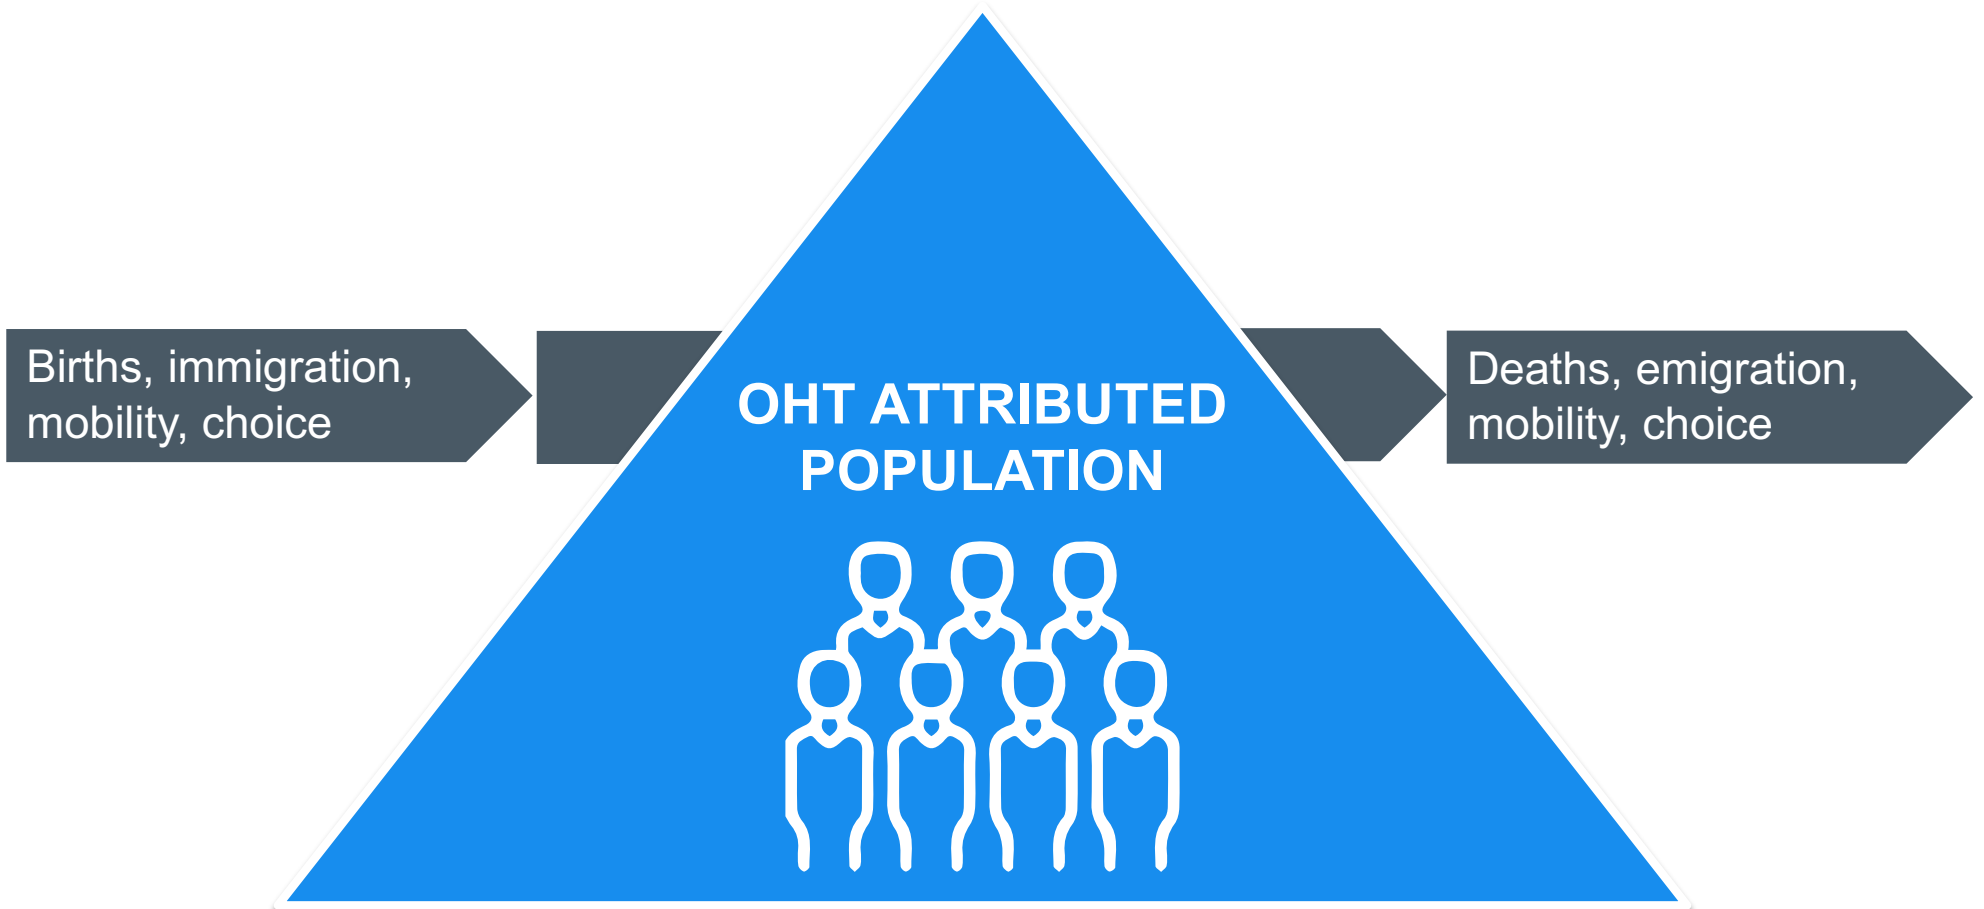 Births, immigration,
mobility, choice
OHT ATTRIBUTED
POPULATION
Deaths, emigration,
mobility, choice